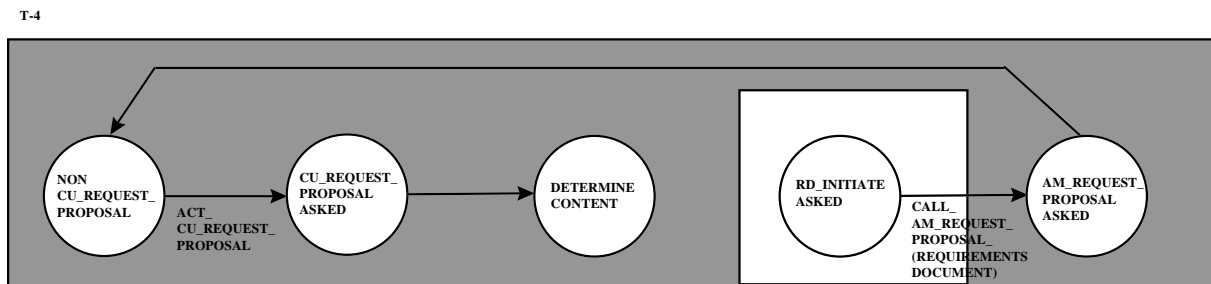 T-4
NON
CU_REQUEST_
PROPOSAL
ACT_
CU_REQUEST_
PROPOSAL
CU_REQUEST_
PROPOSAL
ASKED
DETERMINE
CONTENT
RD_INITIATE
ASKED
CALL_
AM_REQUEST_
PROPOSAL_
(REQUIREMENTS
DOCUMENT)
AM_REQUEST_
PROPOSAL
ASKED